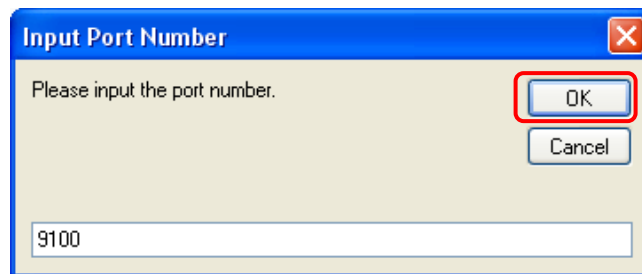 Input Port Number
Please input the port number.
OK
Cancel
9100